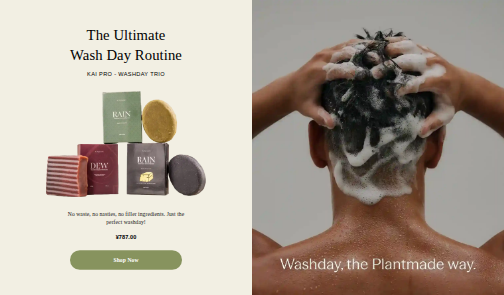 The Ultimate
Wash Day Routine
KAI PRO - WASHDAY TRIO
RAIN
DEW
RAIN
No waste, no nasties, no filler ingredients. Just the
perfect washday!
¥787.00
Shop Now
Washday, the Plantmade way.